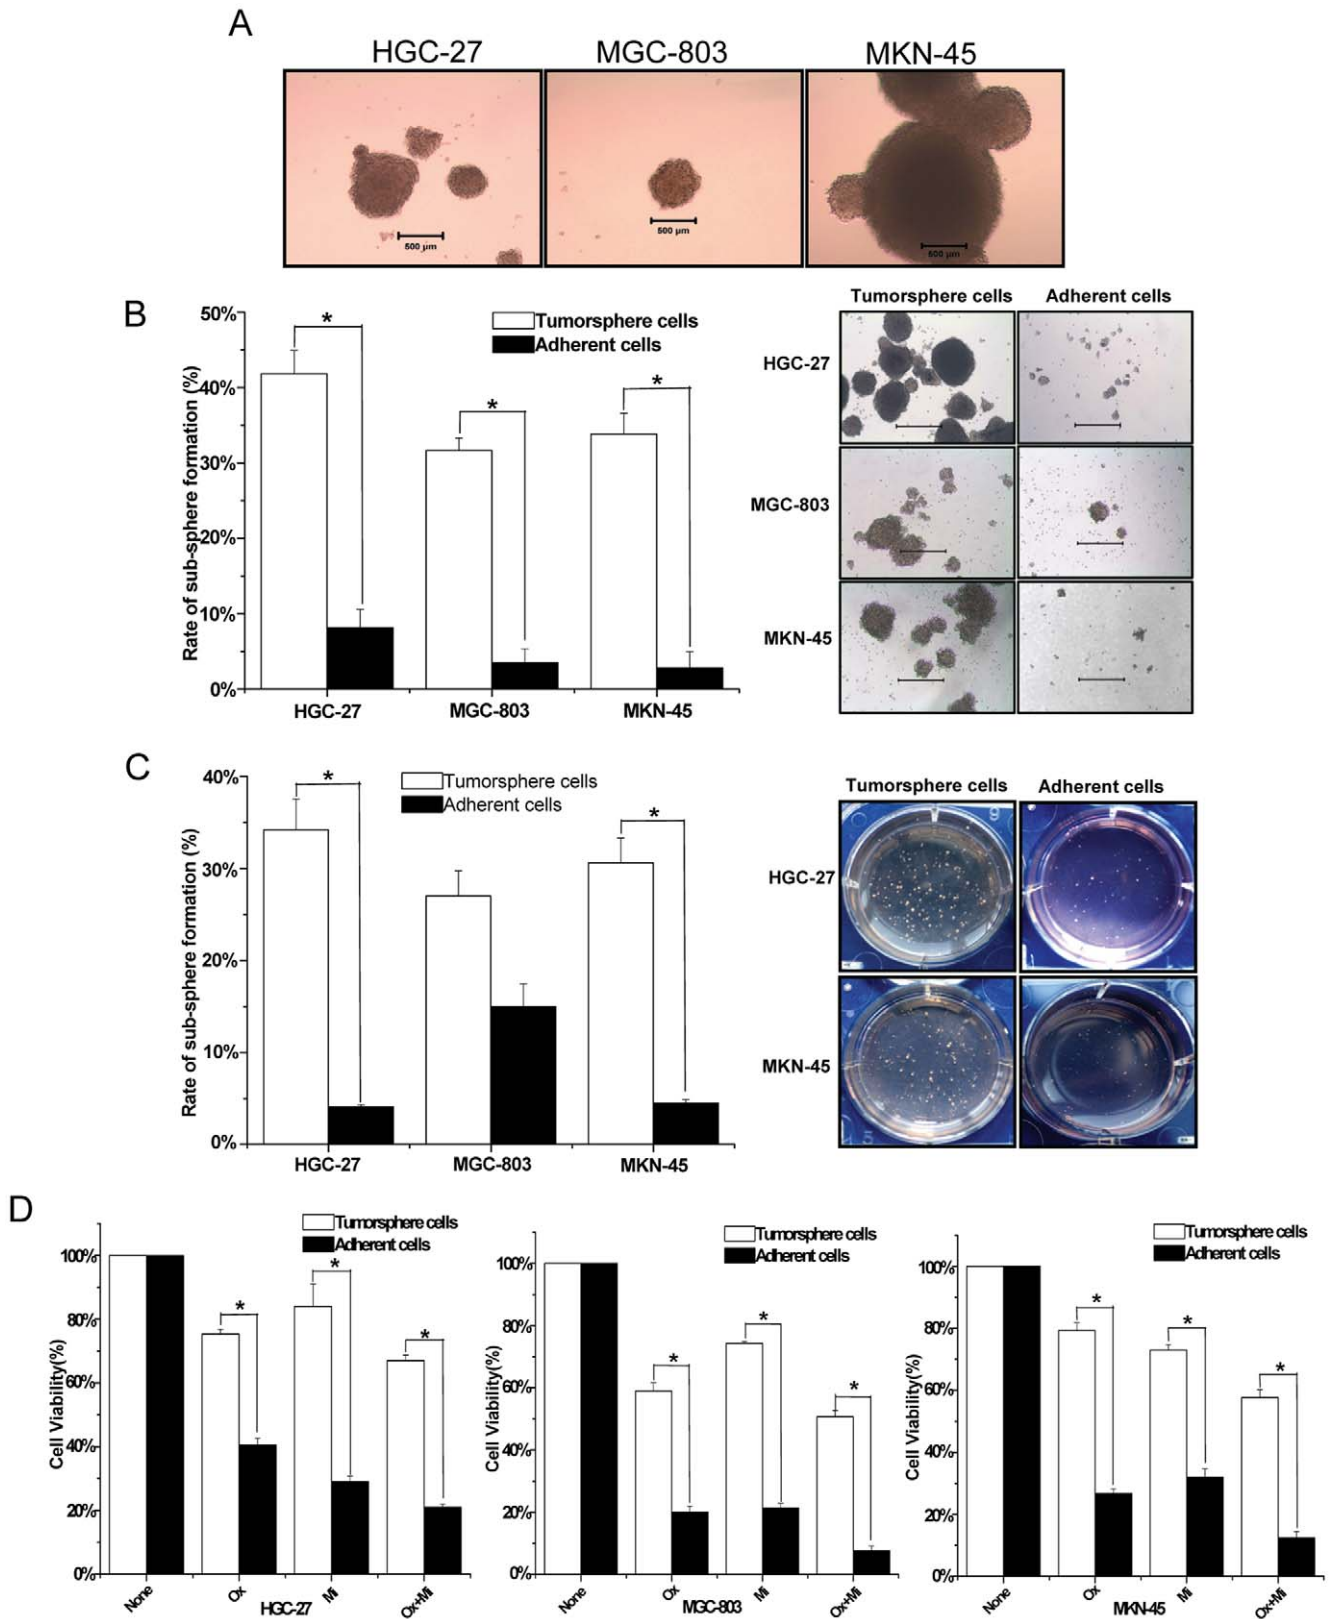 A
HGC-27 MGC-803 MKN-45
500 µm 500 µm 500 µm
B
50%
40%
30%
20%
10%
0%
Rate of sub-sphere formation (%)
*
*
*
Tumorsphere cells
Adherent cells
HGC-27 MGC-803 MKN-45
Tumorsphere cells Adherent cells
HGC-27
MGC-803
MKN-45
C
40%
30%
20%
10%
0%
Rate of sub-sphere formation (%)
*
*
Tumorsphere cells
Adherent cells
HGC-27 MGC-803 MKN-45
Tumorsphere cells Adherent cells
HGC-27
MKN-45
D
Tumorsphere cells
Adherent cells
100%
80%
60%
40%
20%
0%
Cell Viability(%)
*
*
*
None Ox Mi Ox+Mi
HGC-27
Tumorsphere cells
Adherent cells
100%
80%
60%
40%
20%
0%
Cell Viability(%)
*
*
*
None Ox Mi Ox+Mi
MGC-803
Tumorsphere cells
Adherent cells
100%
80%
60%
40%
20%
0%
Cell Viability(%)
*
*
*
None Ox Mi Ox+Mi
MKN-45